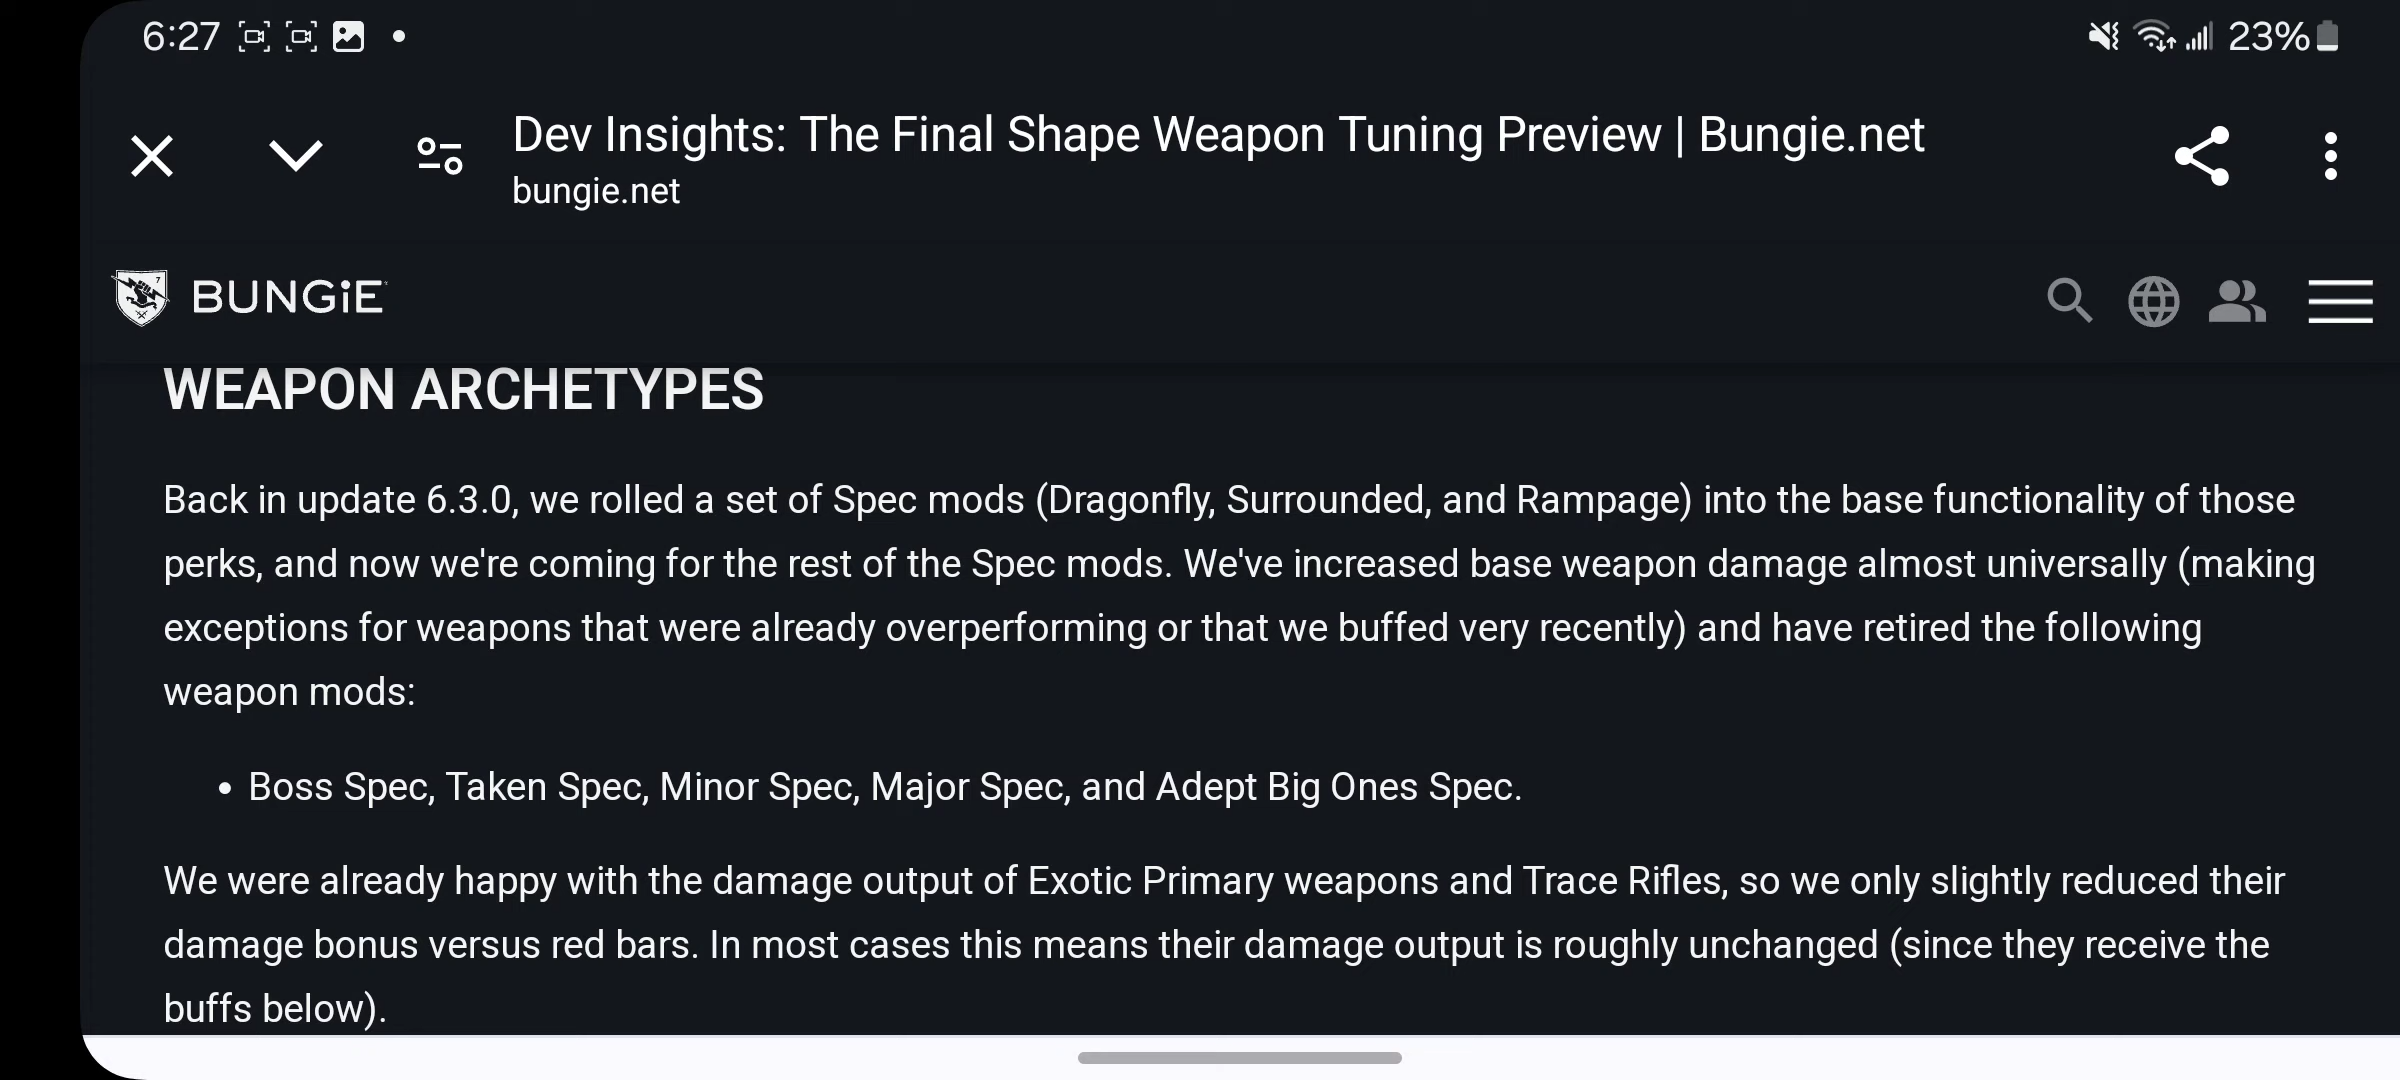 6:27
23%
Dev Insights: The Final Shape Weapon Tuning Preview | Bungie.net
bungie.net
BUNGiE
WEAPON ARCHETYPES
Back in update 6.3.0, we rolled a set of Spec mods (Dragonfly, Surrounded, and Rampage) into the base functionality of those
perks, and now we're coming for the rest of the Spec mods. We've increased base weapon damage almost universally (making
exceptions for weapons that were already overperforming or that we buffed very recently) and have retired the following
weapon mods:
• Boss Spec, Taken Spec, Minor Spec, Major Spec, and Adept Big Ones Spec.
We were already happy with the damage output of Exotic Primary weapons and Trace Rifles, so we only slightly reduced their
damage bonus versus red bars. In most cases this means their damage output is roughly unchanged (since they receive the
buffs below).